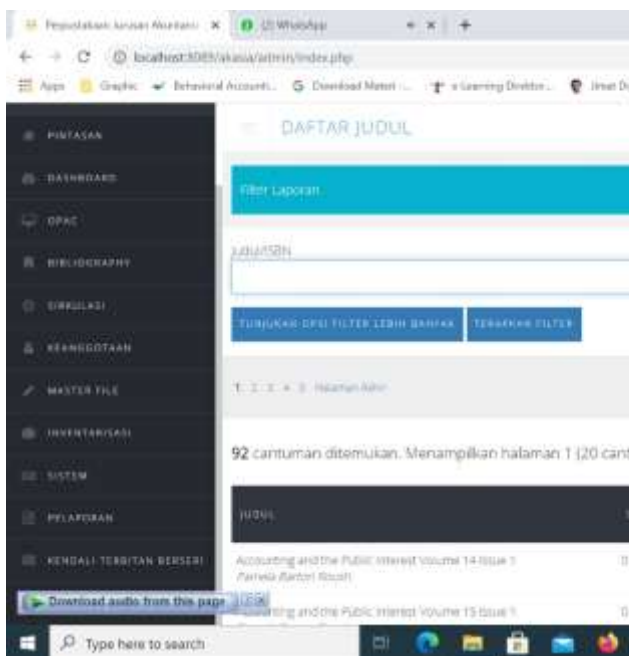 Perpustakaan Jurusan Akuntansi
(2) WhatsApp
localhost:8089/akasia/admin/index.php
Apps
Graphic
Behavioral Accounti...
Download Materi
e-Learning Direktor...
DAFTAR JUDUL
PINTASAN
DASHBOARD
OPAC
BIBLIOGRAPHY
SIRKULASI
KEANGGOTAAN
MASTER FILE
INVENTARISASI
SISTEM
PELAPORAN
KENDALI TERBITAN BERSERI
Filter Laporan
Judul/ISBN
TUNJUKAN OPSI FILTER LEBIH BANYAK
TERAPKAN FILTER
1 2 3 4 5 Halaman Akhir
92 cantuman ditemukan. Menampilkan halaman 1 (20 cant
JUDUL
Accounting and the Public Interest Volume 14 Issue 1
Accounting and the Public Interest Volume 15 Issue 1
Download audio from this page
Type here to search